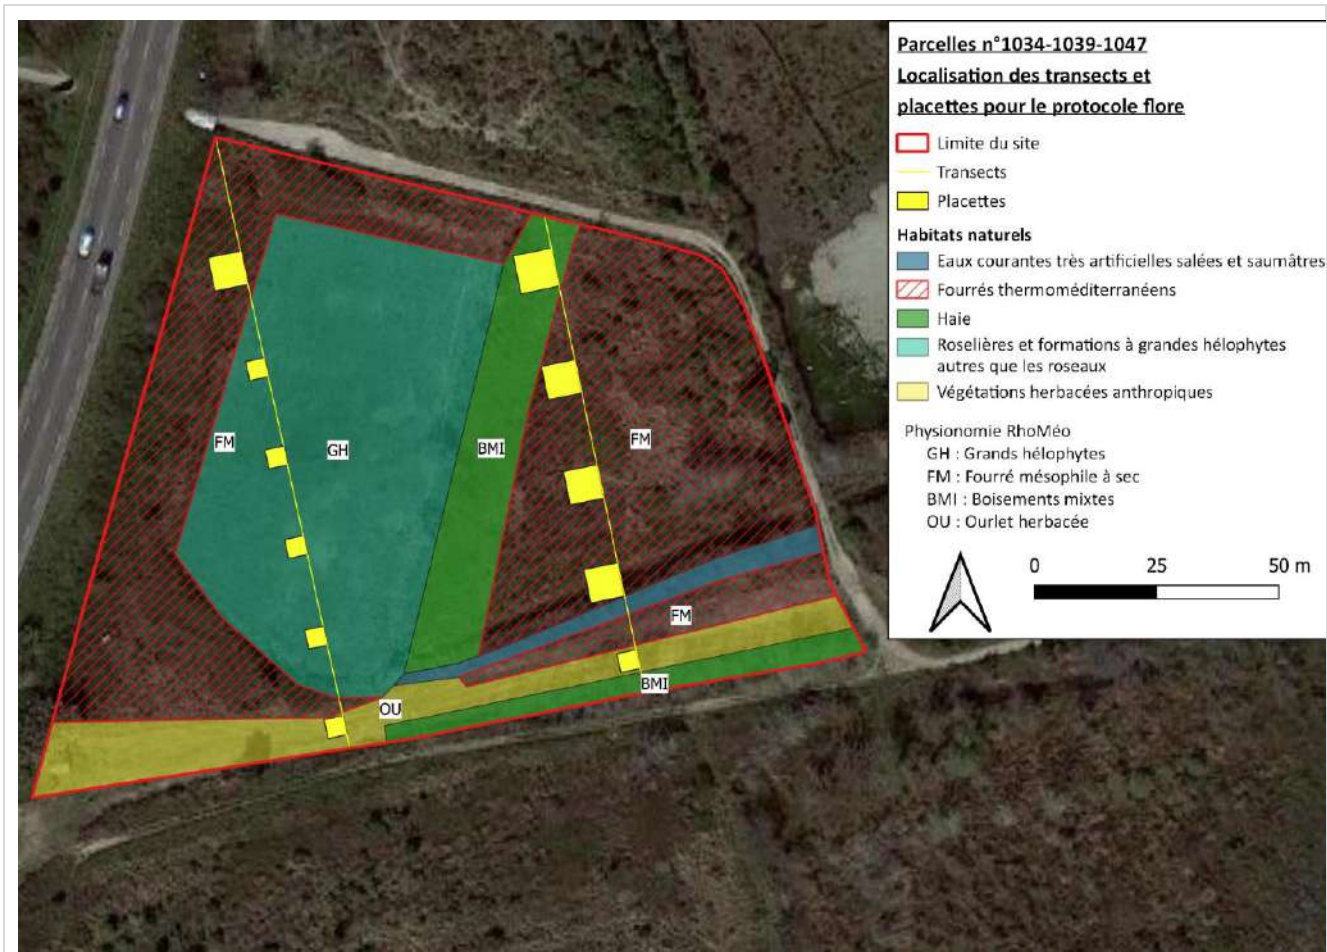 Parcelles n°1034-1039-1047
Localisation des transects et
placettes pour le protocole flore
Limite du site
Transects
Placettes
Habitats naturels
Eaux courantes très artificielles salées et saumâtres
Fourrés thermoméditerranéens
Haie
Roselières et formations à grandes hélophytes
autres que les roseaux
Végétations herbacées anthropiques
Physionomie RhoMéo
GH : Grands hélophytes
FM : Fourré mésophile à sec
BMI : Boisements mixtes
OU : Ourlet herbacée
0 25 50 m
FM
GH
BMI
FM
FM
BMI
OU